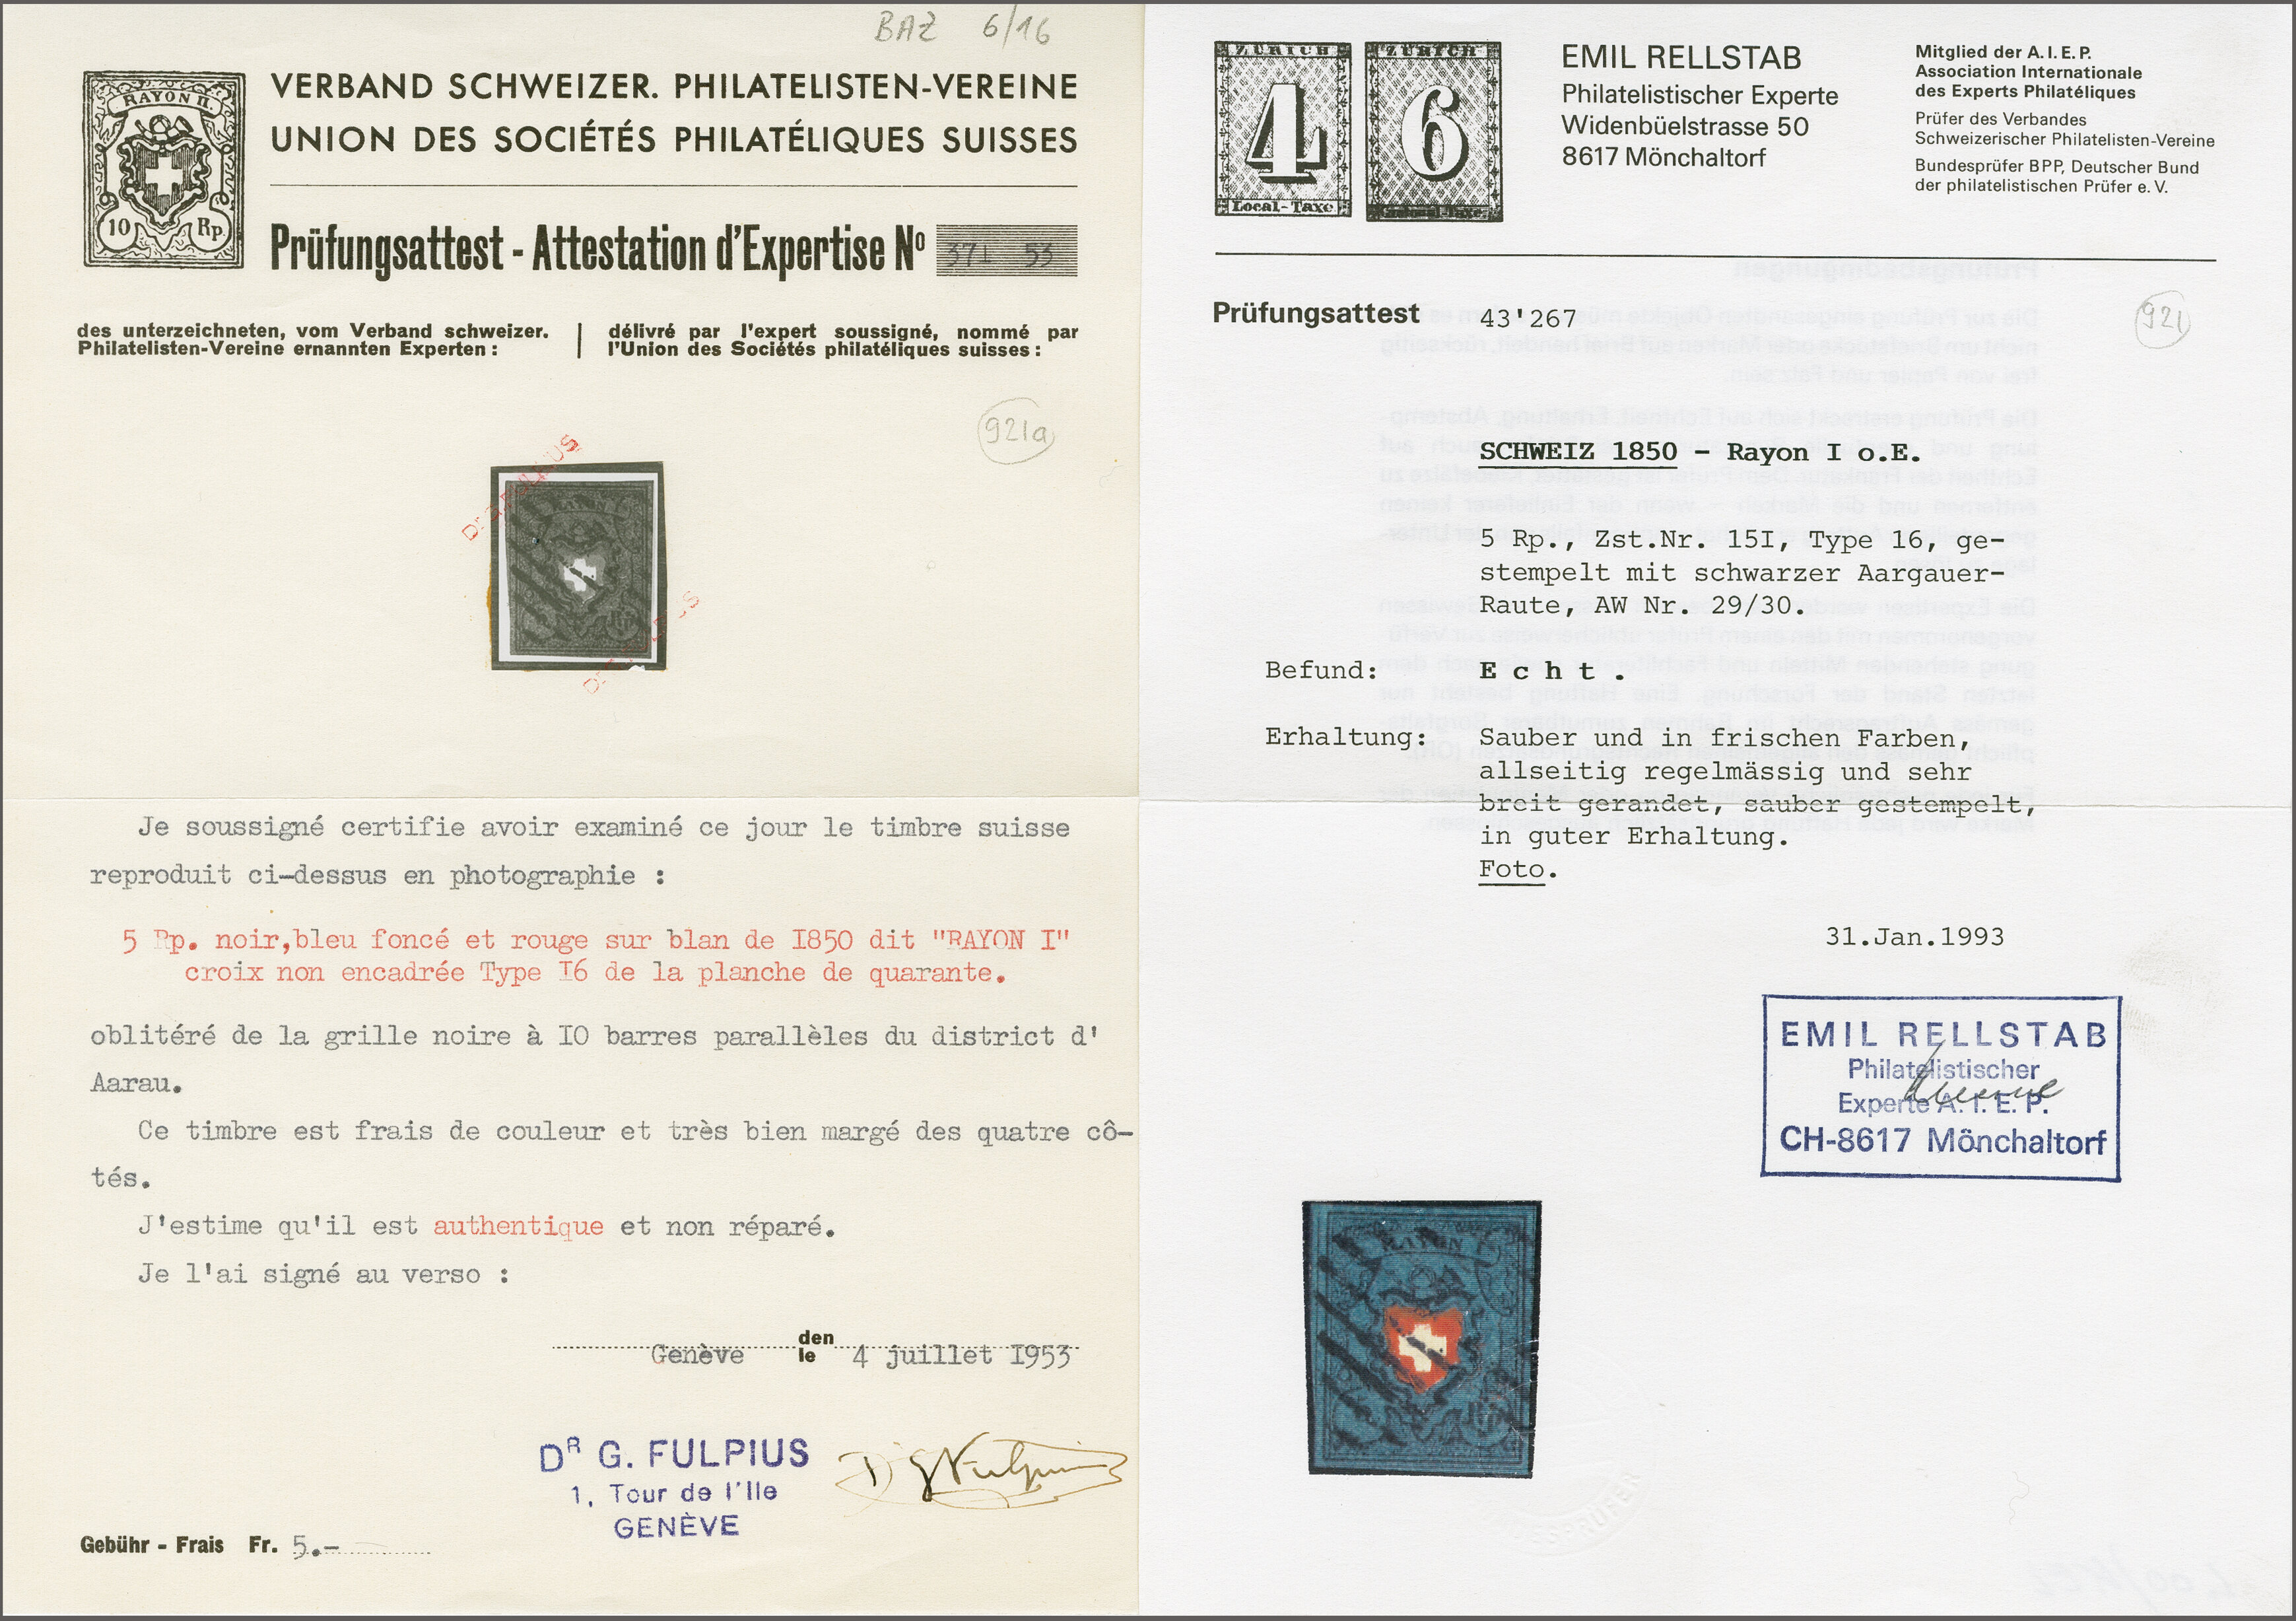 BAZ 6/16
RAYON II.
10 Rp.
VERBAND SCHWEIZER. PHILATELISTEN-VEREINE
UNION DES SOCIÉTÉS PHILATÉLIQUES SUISSES
Prüfungsattest - Attestation d'Expertise Nº 371 53
des unterzeichneten, vom Verband schweizer.
Philatelisten-Vereine ernannten Experten :
délivré par l'expert soussigné, nommé par
l'Union des Sociétés philatéliques suisses :
921a
RAYON I
Je soussigné certifie avoir examiné ce jour le timbre suisse
reproduit ci-dessus en photographie :
5 Rp. noir,bleu foncé et rouge sur blan de I850 dit "RAYON I"
croix non encadrée Type I6 de la planche de quarante.
oblitéré de la grille noire à IO barres parallèles du district d'
Aarau.
Ce timbre est frais de couleur et très bien margé des quatre cô-
tés.
J'estime qu'il est authentique et non réparé.
Je l'ai signé au verso :
Genève den le 4 juillet I953
DR G. FULPIUS
1, Tour de l'Ile
GENÈVE
Dr G Fulpius
Gebühr - Frais Fr. 5.-
ZÜRICH
4
Local-Taxe
ZÜRICH
6
EMIL RELLSTAB
Philatelistischer Experte
Widenbüelstrasse 50
8617 Mönchaltorf
Mitglied der A.I.E.P.
Association Internationale
des Experts Philatéliques
Prüfer des Verbandes
Schweizerischer Philatelisten-Vereine
Bundesprüfer BPP, Deutscher Bund
der philatelistischen Prüfer e. V.
Prüfungsattest 43'267
921
SCHWEIZ 1850 - Rayon I o.E.
5 Rp., Zst.Nr. 15I, Type 16, ge-
stempelt mit schwarzer Aargauer-
Raute, AW Nr. 29/30.
Befund: E c h t .
Erhaltung: Sauber und in frischen Farben,
allseitig regelmässig und sehr
breit gerandet, sauber gestempelt,
in guter Erhaltung.
Foto.
31.Jan.1993
EMIL RELLSTAB
Philatelistischer
Experte A. I. E. P.
CH-8617 Mönchaltorf
RAYON I